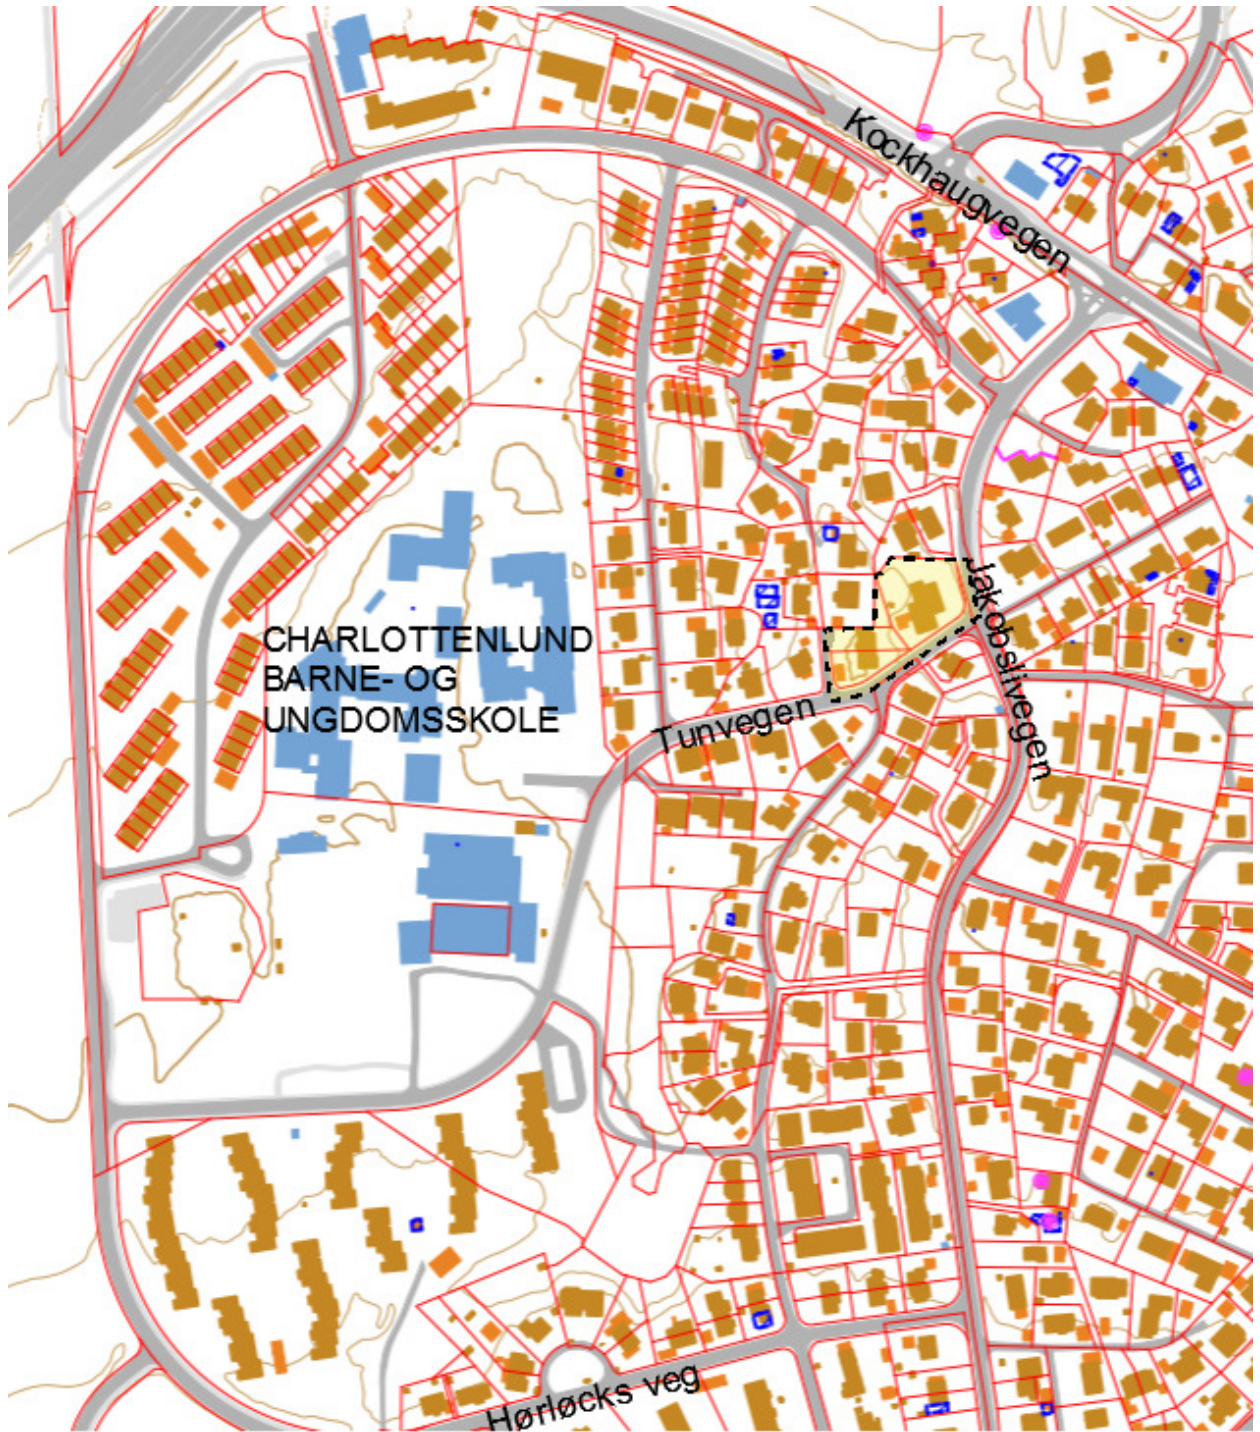 Kockhaugvegen
Jakobslivegen
CHARLOTTENLUND
BARNE- OG
UNGDOMSSKOLE
Tunvegen
Hørløcks veg